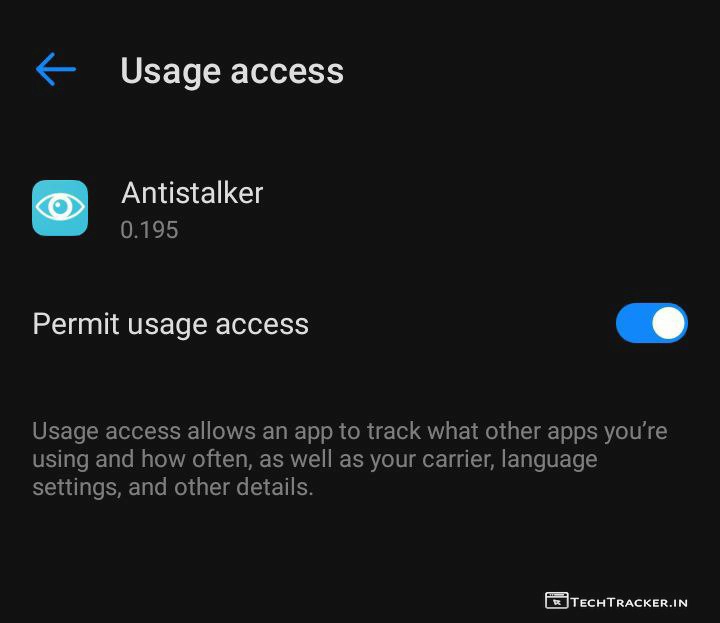 Usage access
Antistalker
0.195
Permit usage access
Usage access allows an app to track what other apps you’re
using and how often, as well as your carrier, language
settings, and other details.
TECHTRACKER.IN